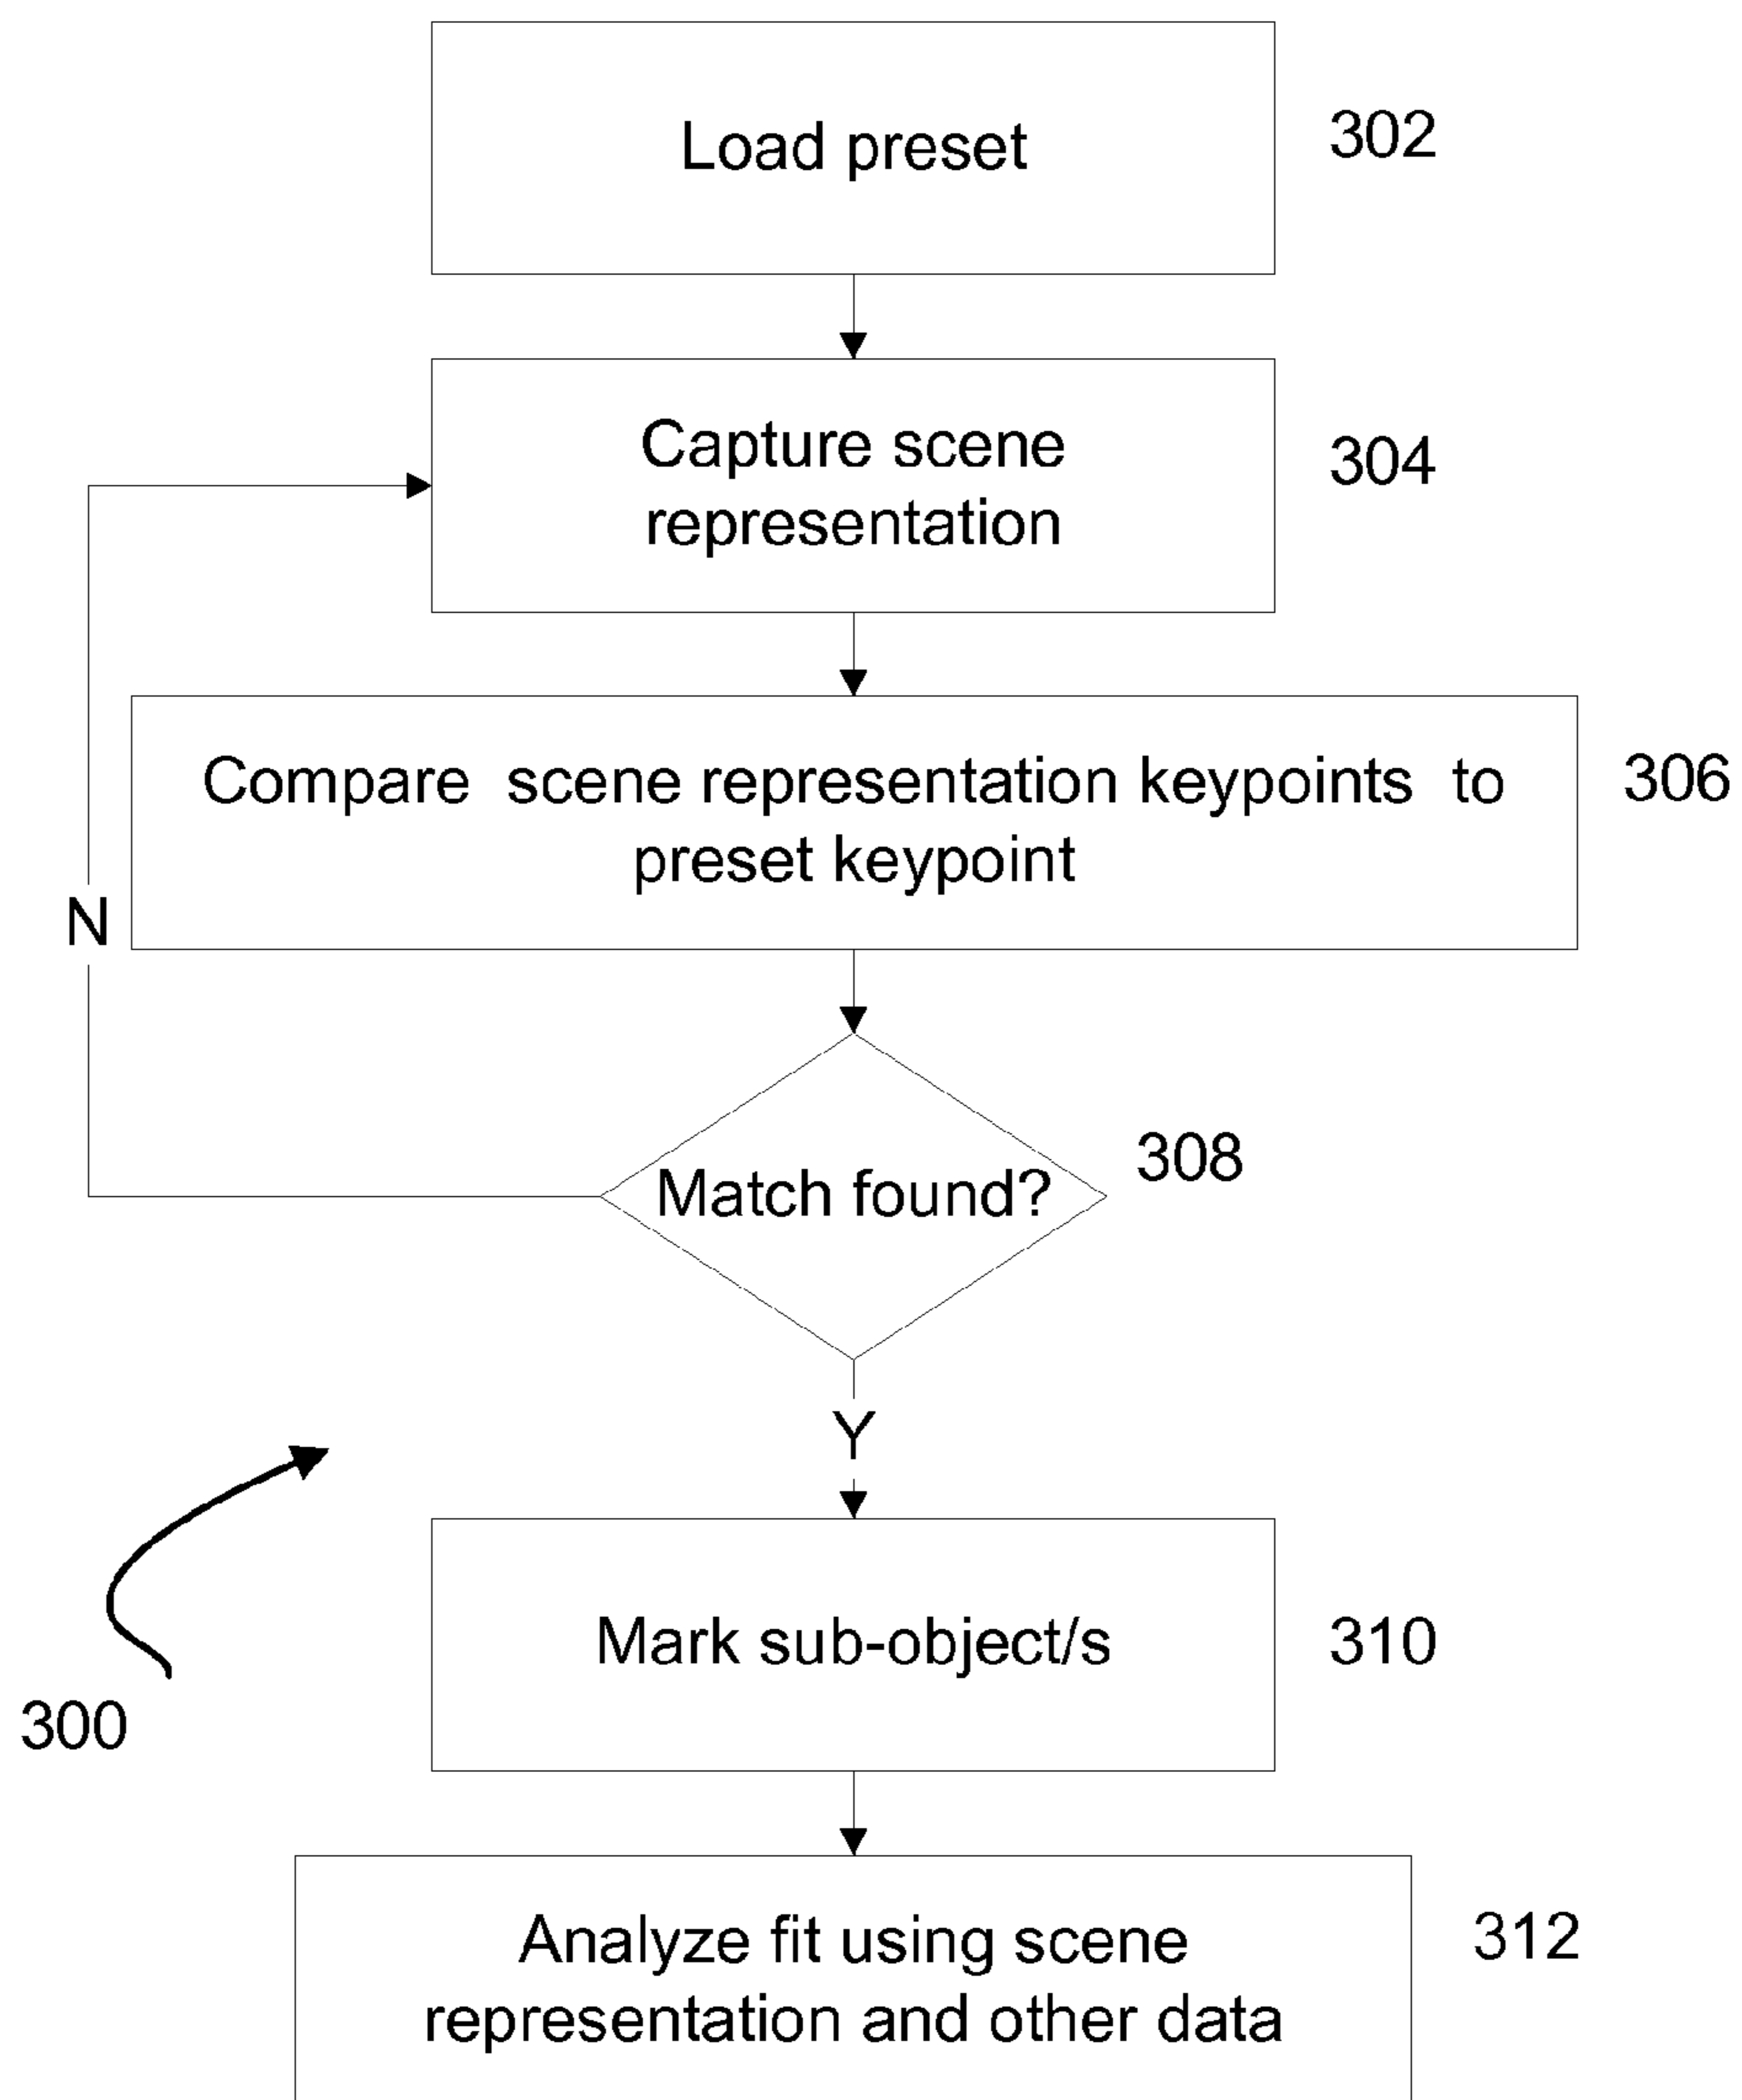 Load preset
302
Capture scene
representation
304
Compare scene representation keypoints to
preset keypoint
306
N
Match found?
308
Y
Mark sub-object/s
310
300
Analyze fit using scene
representation and other data
312